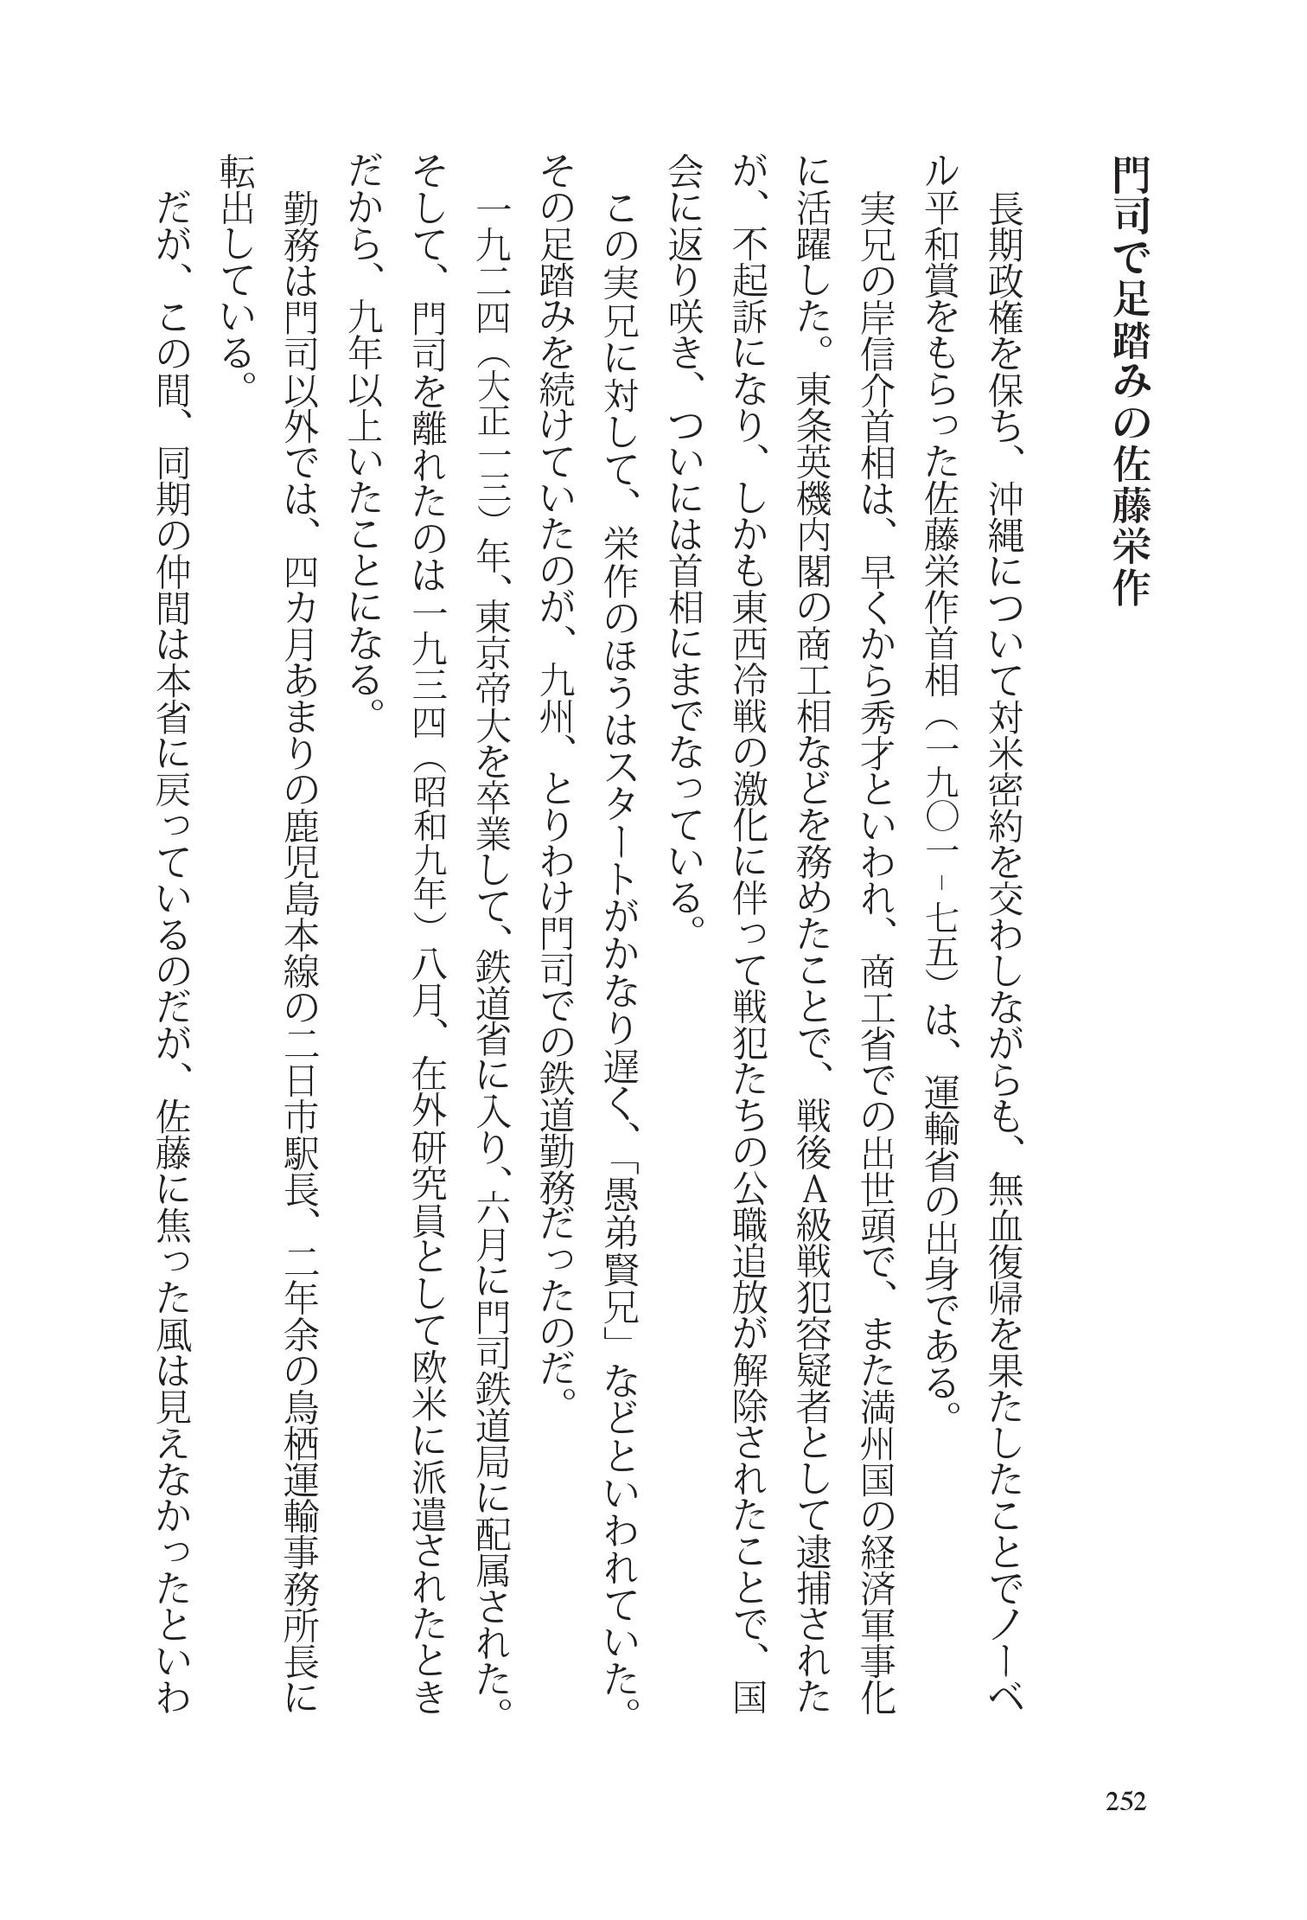 門司で足踏みの佐藤栄作
　長期政権を保ち、沖縄について対米密約を交わしながらも、無血復帰を果たしたことでノーベ
ル平和賞をもらった佐藤栄作首相（一九〇一－七五）は、運輸省の出身である。
　実兄の岸信介首相は、早くから秀才といわれ、商工省での出世頭で、また満州国の経済軍事化
に活躍した。東条英機内閣の商工相などを務めたことで、戦後Ａ級戦犯容疑者として逮捕された
が、不起訴になり、しかも東西冷戦の激化に伴って戦犯たちの公職追放が解除されたことで、国
会に返り咲き、ついには首相にまでなっている。
　この実兄に対して、栄作のほうはスタートがかなり遅く、「愚弟賢兄」などといわれていた。
その足踏みを続けていたのが、九州、とりわけ門司での鉄道勤務だったのだ。
　一九二四（大正一三）年、東京帝大を卒業して、鉄道省に入り、六月に門司鉄道局に配属された。
そして、門司を離れたのは一九三四（昭和九年）八月、在外研究員として欧米に派遣されたとき
だから、九年以上いたことになる。
　勤務は門司以外では、四カ月あまりの鹿児島本線の二日市駅長、二年余の鳥栖運輸事務所長に
転出している。
　だが、この間、同期の仲間は本省に戻っているのだが、佐藤に焦った風は見えなかったといわ
252